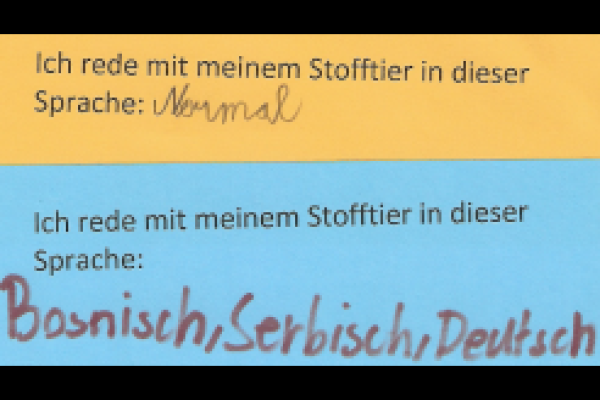 Ich rede mit meinem Stofftier in dieser
Sprache: Normal
Ich rede mit meinem Stofftier in dieser
Sprache:
Bosnisch, Serbisch, Deutsch